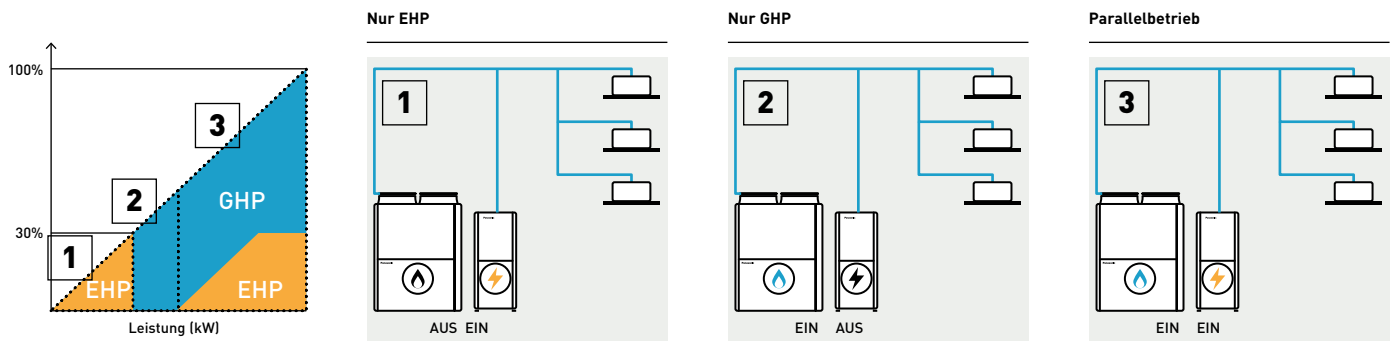 100%
30%
1
2
3
EHP
GHP
EHP
Leistung (kW)
Nur EHP
1
AUS EIN
Nur GHP
2
EIN AUS
Parallelbetrieb
3
EIN EIN